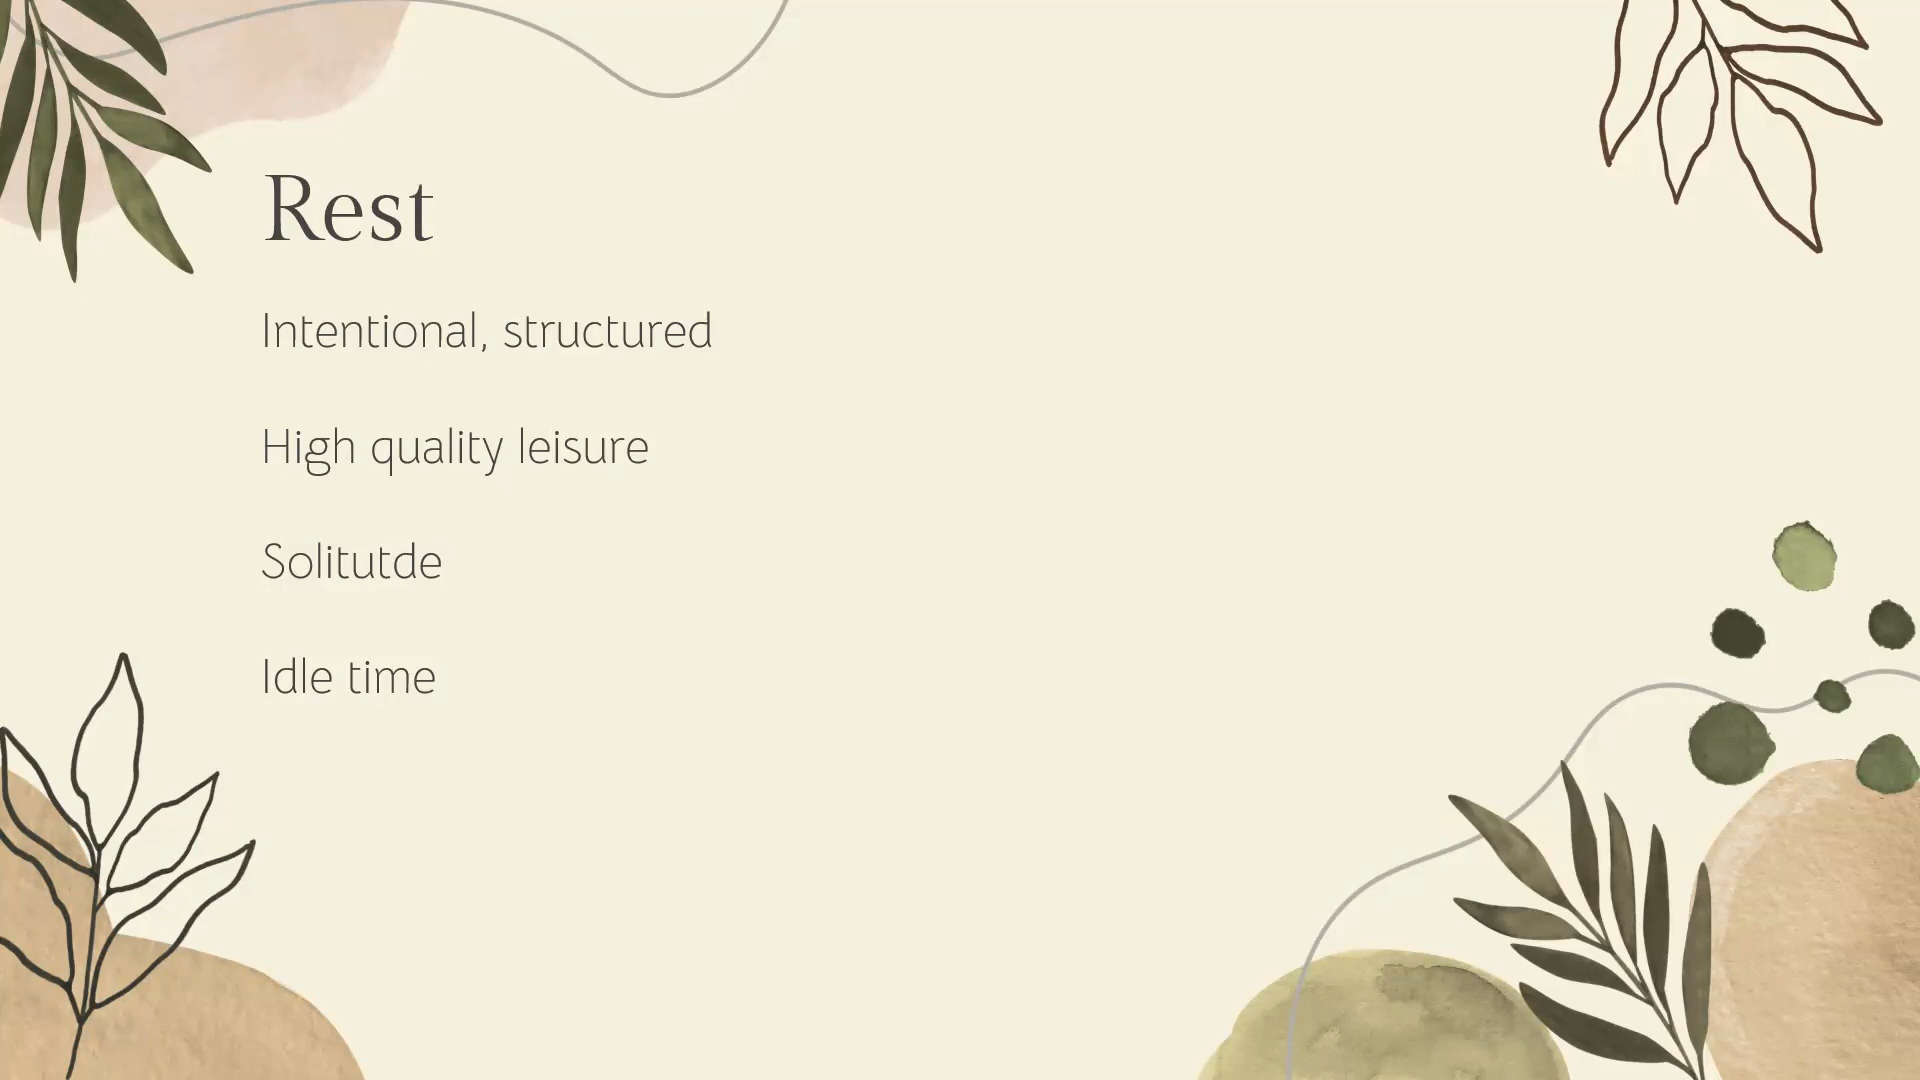 Rest
Intentional, structured
High quality leisure
Solitutde
Idle time